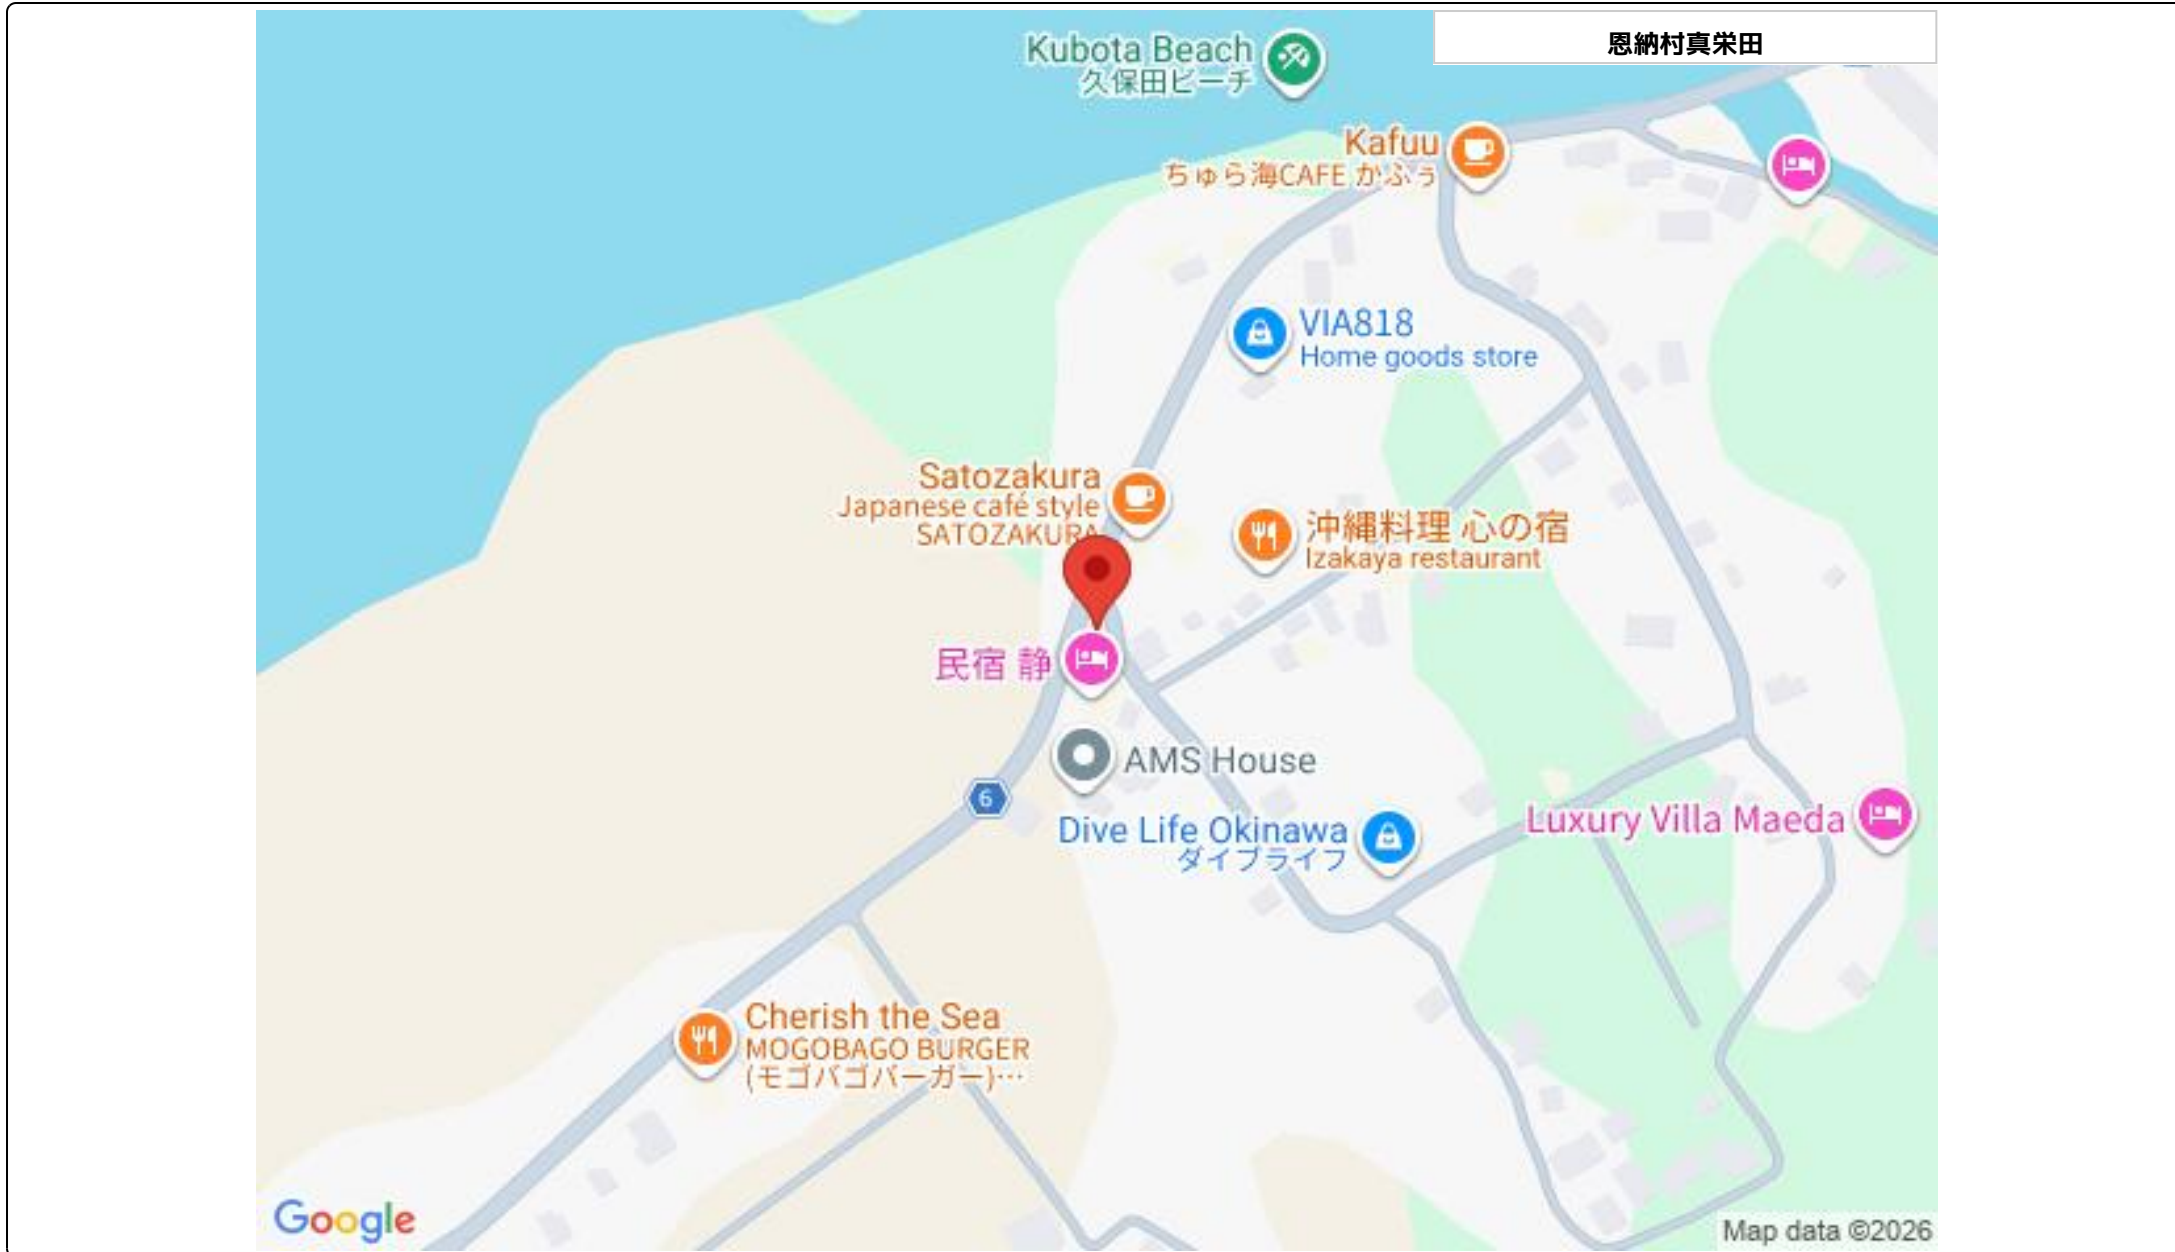 恩納村真栄田
Kubota Beach
久保田ビーチ
Kafuu
ちゅら海CAFE かふぅ
VIA818
Home goods store
Satozakura
Japanese café style
SATOZAKURA
沖縄料理 心の宿
Izakaya restaurant
民宿 静
AMS House
6
Dive Life Okinawa
ダイブライフ
Luxury Villa Maeda
Cherish the Sea
MOGOBAGO BURGER
(モゴバゴバーガー)…
Google
Map data ©2026